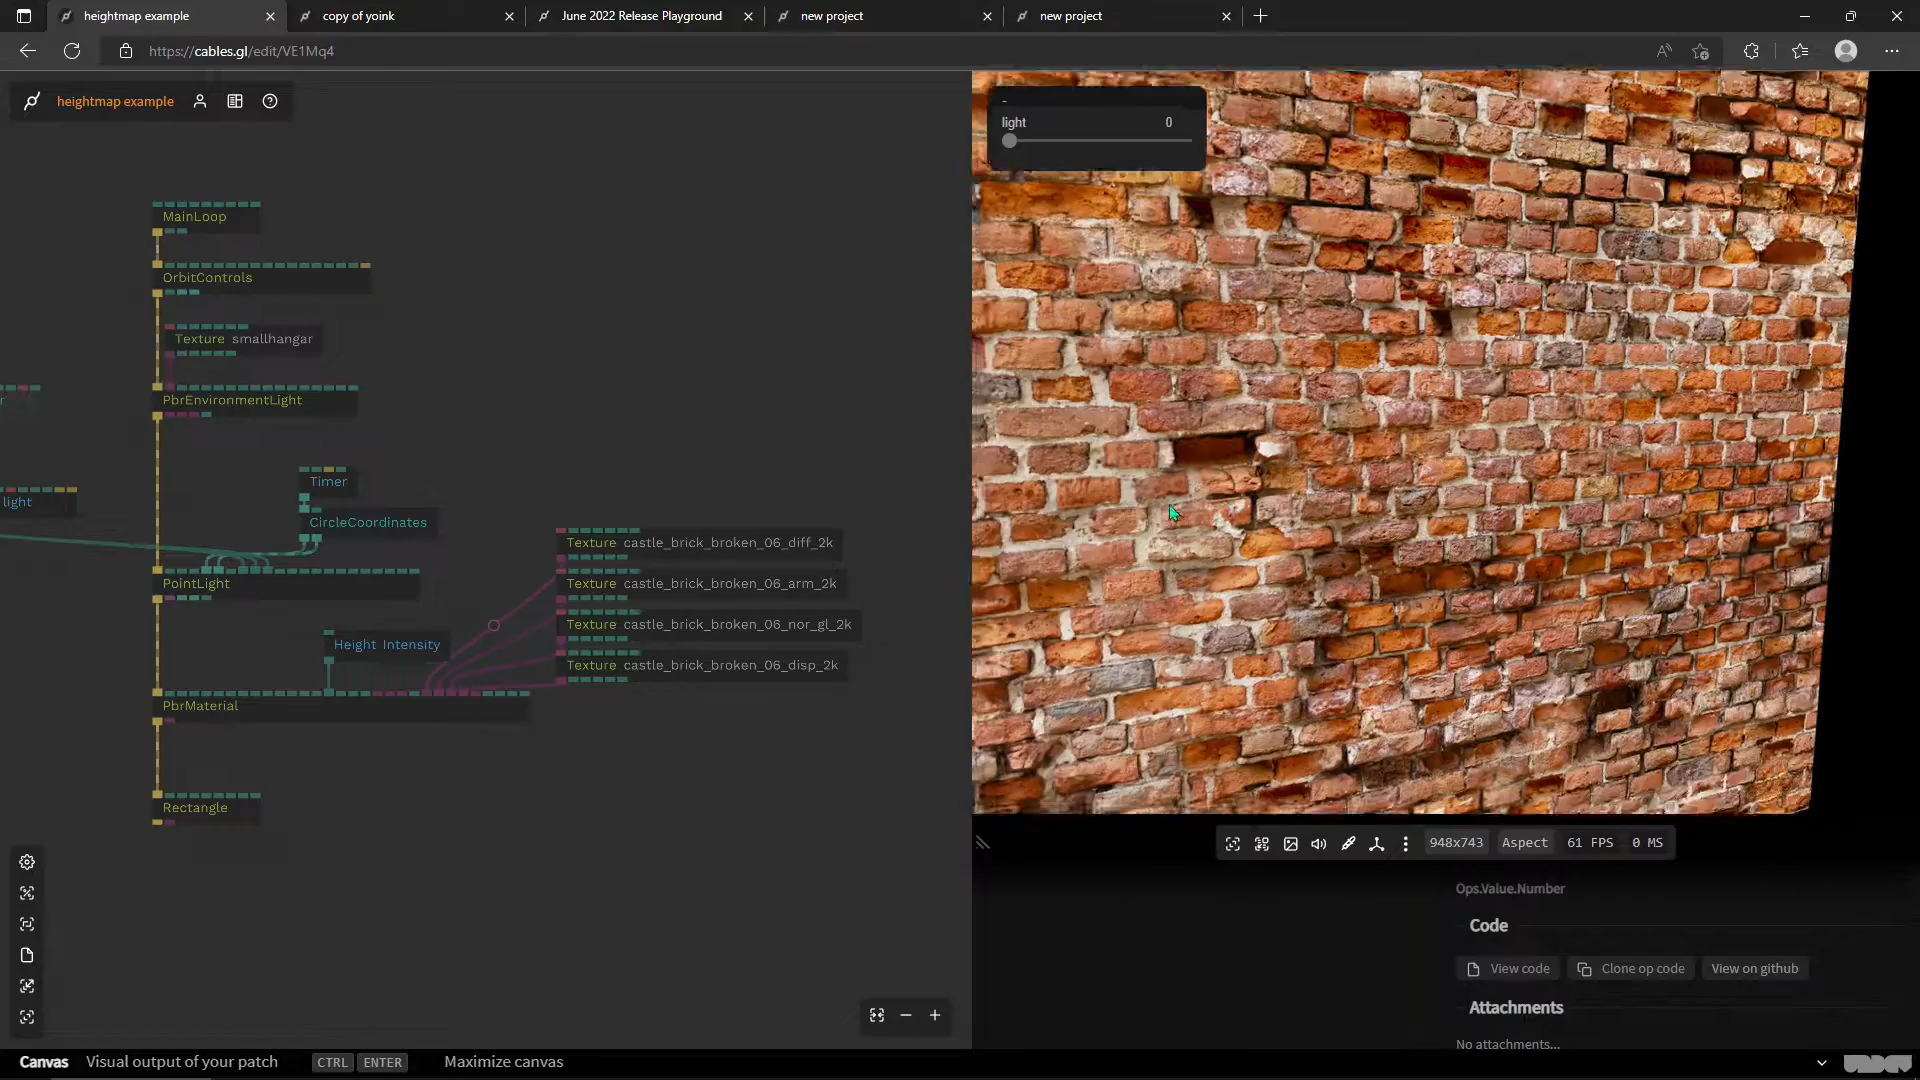 heightmap example
copy of yoink
June 2022 Release Playground
new project
new project
https://cables.gl/edit/VE1Mq4
heightmap example
MainLoop
OrbitControls
Texture smallhangar
PbrEnvironmentLight
Timer
light
CircleCoordinates
PointLight
Height Intensity
Texture castle_brick_broken_06_diff_2k
Texture castle_brick_broken_06_arm_2k
Texture castle_brick_broken_06_nor_gl_2k
Texture castle_brick_broken_06_disp_2k
PbrMaterial
Rectangle
-
light 0
948x743 Aspect 61 FPS 0 MS
Ops.Value.Number
Code
View code Clone op code View on github
Attachments
No attachments...
Canvas Visual output of your patch CTRL ENTER Maximize canvas